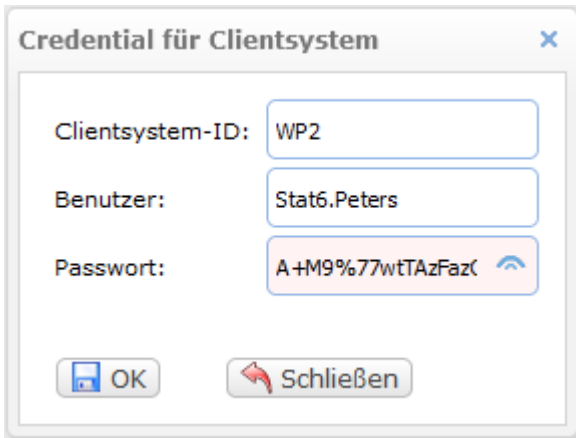 Credential für Clientsystem
Clientsystem-ID: WP2
Benutzer: Stat6.Peters
Passwort: A+M9%77wtTAzFaz(
OK Schließen